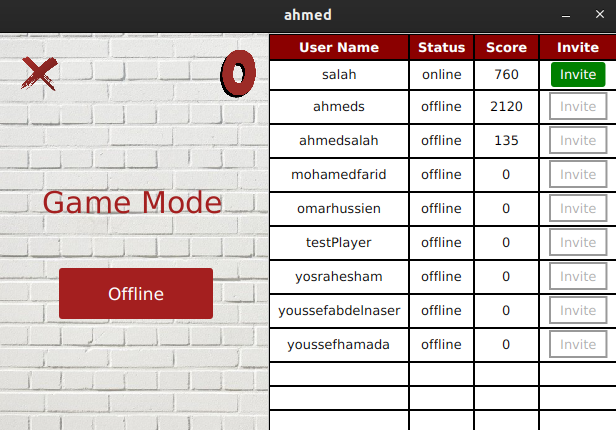 ahmed
User Name Status Score Invite
salah online 760 Invite
ahmeds offline 2120 Invite
ahmedsalah offline 135 Invite
mohamedfarid offline 0 Invite
omarhussien offline 0 Invite
testPlayer offline 0 Invite
yosrahesham offline 0 Invite
youssefabdelnaser offline 0 Invite
youssefhamada offline 0 Invite
X O
Game Mode
Offline